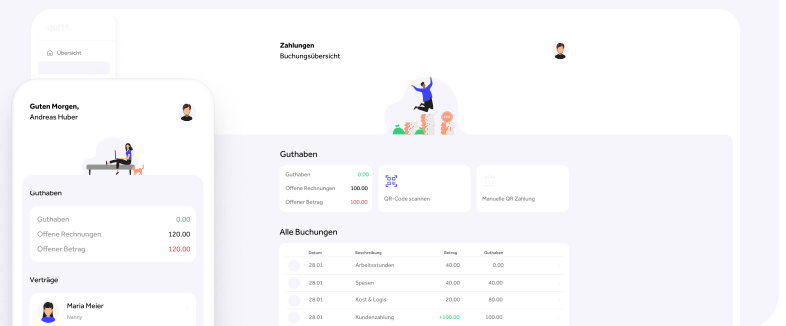 QUITT.
Übersicht
Zahlungen
Buchungsübersicht
Guten Morgen,
Andreas Huber
Guthaben
Guthaben 0.00
Offene Rechnungen 120.00
Offener Betrag 120.00
Verträge
Maria Meier
Nanny
Guthaben
Guthaben 0.00
Offene Rechnungen 100.00
Offener Betrag 100.00
QR-Code scannen
Manuelle QR Zahlung
Alle Buchungen
Datum Beschreibung Betrag Guthaben
28.01 Arbeitsstunden 40.00 0.00
28.01 Spesen 40.00 40.00
28.01 Kost & Logis 20.00 80.00
28.01 Kundenzahlung +100.00 100.00